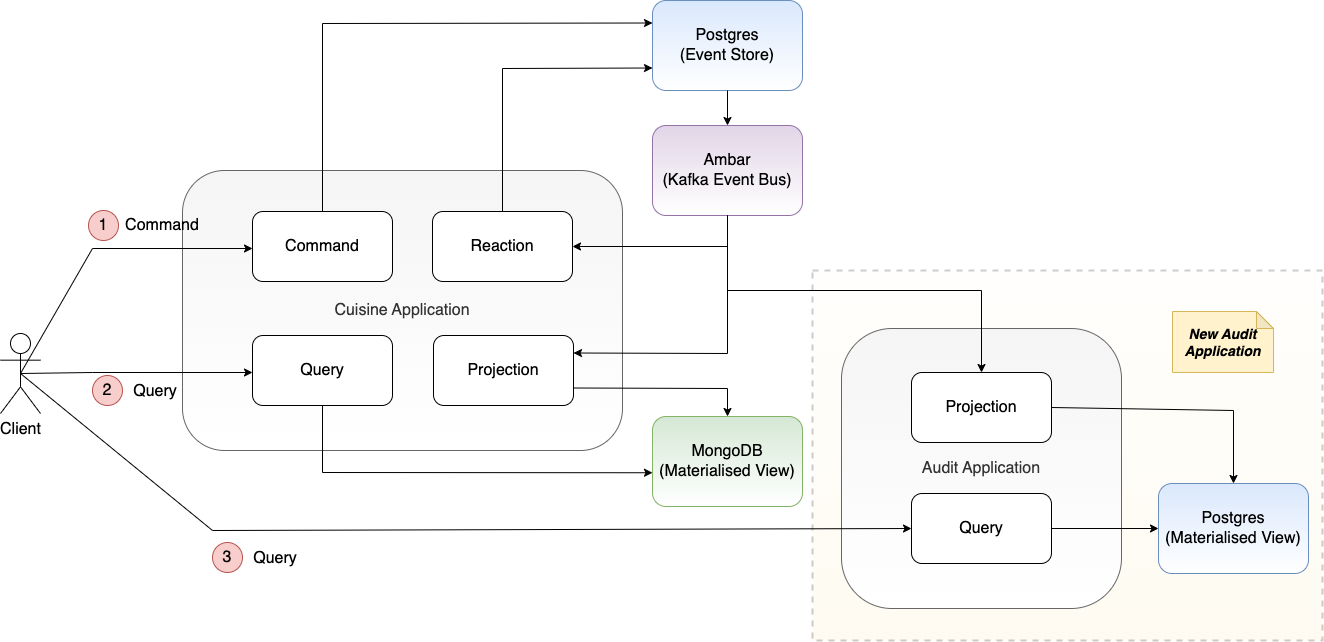 Postgres
(Event Store)
Ambar
(Kafka Event Bus)
1 Command
Command
Reaction
Cuisine Application
Query
Projection
2 Query
Client
MongoDB
(Materialised View)
3 Query
New Audit
Application
Projection
Audit Application
Query
Postgres
(Materialised View)